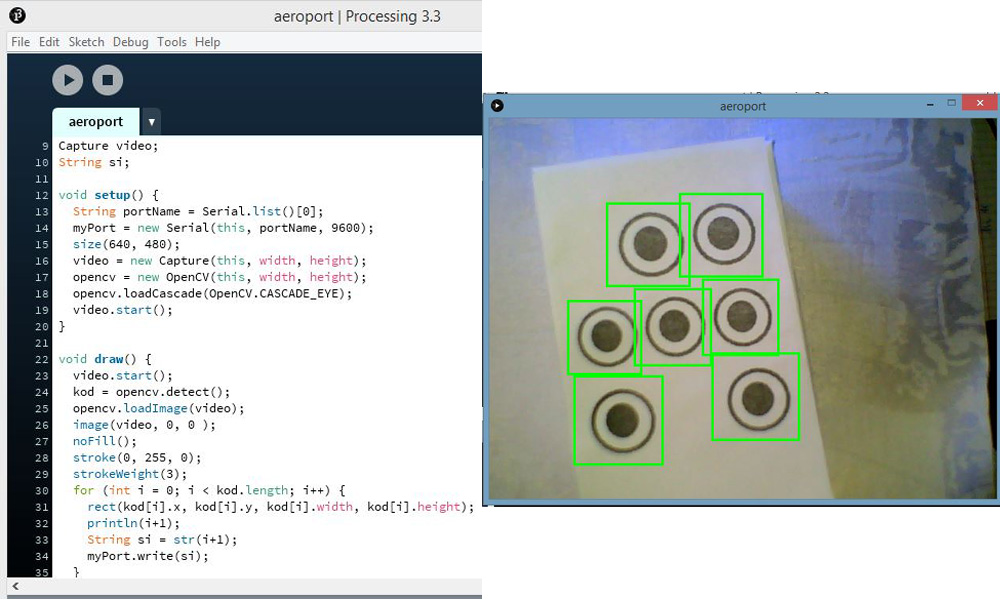 aeroport | Processing 3.3
File Edit Sketch Debug Tools Help
aeroport
9 Capture video;
10 String si;
11
12 void setup() {
13   String portName = Serial.list()[0];
14   myPort = new Serial(this, portName, 9600);
15   size(640, 480);
16   video = new Capture(this, width, height);
17   opencv = new OpenCV(this, width, height);
18   opencv.loadCascade(OpenCV.CASCADE_EYE);
19   video.start();
20 }
21
22 void draw() {
23   video.start();
24   kod = opencv.detect();
25   opencv.loadImage(video);
26   image(video, 0, 0 );
27   noFill();
28   stroke(0, 255, 0);
29   strokeWeight(3);
30   for (int i = 0; i < kod.length; i++) {
31     rect(kod[i].x, kod[i].y, kod[i].width, kod[i].height);
32     println(i+1);
33     String si = str(i+1);
34     myPort.write(si);
35   }
aeroport